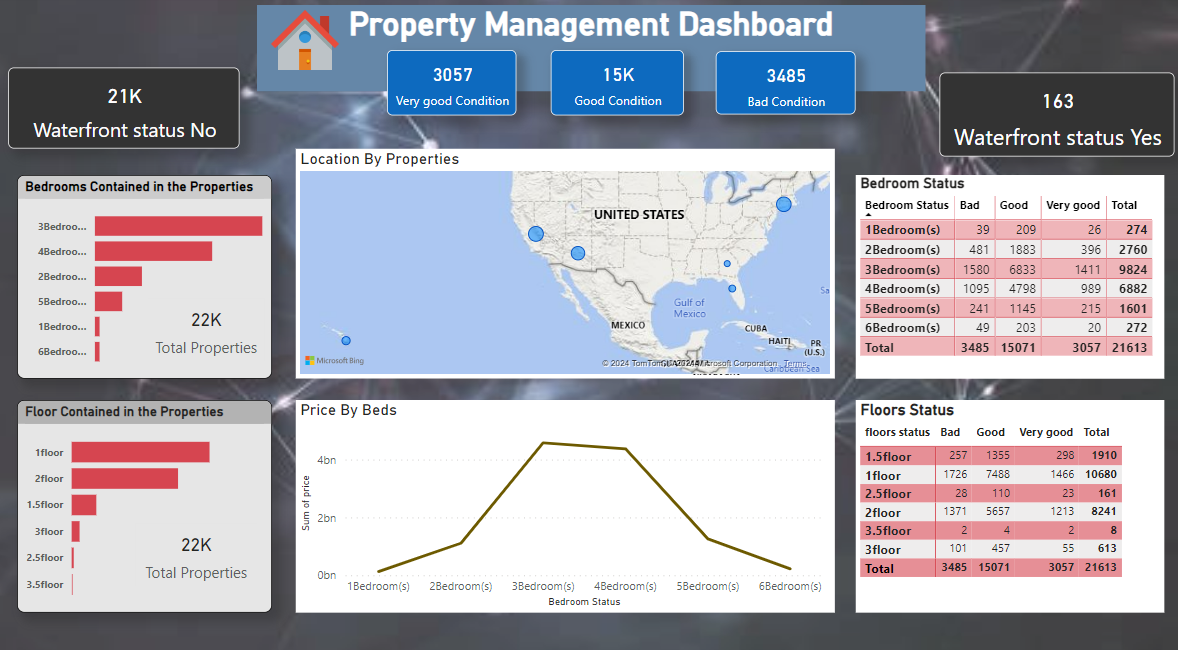 Property Management Dashboard
3057
Very good Condition
15K
Good Condition
3485
Bad Condition
21K
Waterfront status No
163
Waterfront status Yes
Bedrooms Contained in the Properties
3Bedroo...
4Bedroo...
2Bedroo...
5Bedroo...
1Bedroo...
6Bedroo...
22K
Total Properties
Location By Properties
UNITED STATES
Gulf of
Mexico
MEXICO
CUBA
HAITI
PR
(U.S.)
Sa
Caribbean Sea
Microsoft Bing
© 2024 TomTom
Microsoft Corporation
Terms
Bedroom Status
Bedroom Status Bad Good Very good Total
1Bedroom(s) 39 209 26 274
2Bedroom(s) 481 1883 396 2760
3Bedroom(s) 1580 6833 1411 9824
4Bedroom(s) 1095 4798 989 6882
5Bedroom(s) 241 1145 215 1601
6Bedroom(s) 49 203 20 272
Total 3485 15071 3057 21613
Floor Contained in the Properties
1floor
2floor
1.5floor
3floor
2.5floor
3.5floor
22K
Total Properties
Price By Beds
Sum of price
4bn
2bn
0bn
1Bedroom(s) 2Bedroom(s) 3Bedroom(s) 4Bedroom(s) 5Bedroom(s) 6Bedroom(s)
Bedroom Status
Floors Status
floors status Bad Good Very good Total
1.5floor 257 1355 298 1910
1floor 1726 7488 1466 10680
2.5floor 28 110 23 161
2floor 1371 5657 1213 8241
3.5floor 2 4 2 8
3floor 101 457 55 613
Total 3485 15071 3057 21613